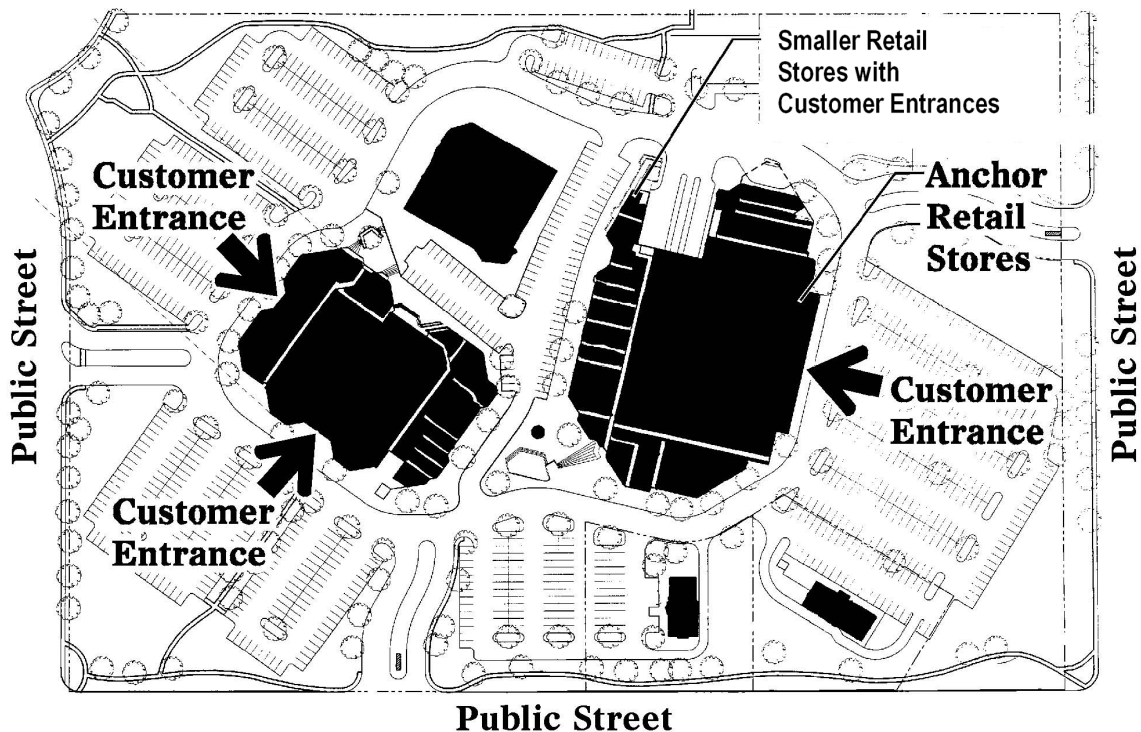 Smaller Retail
Stores with
Customer Entrances
Customer
Entrance
Anchor
Retail
Stores
Public Street
Public Street
Customer
Entrance
Customer
Entrance
Public Street